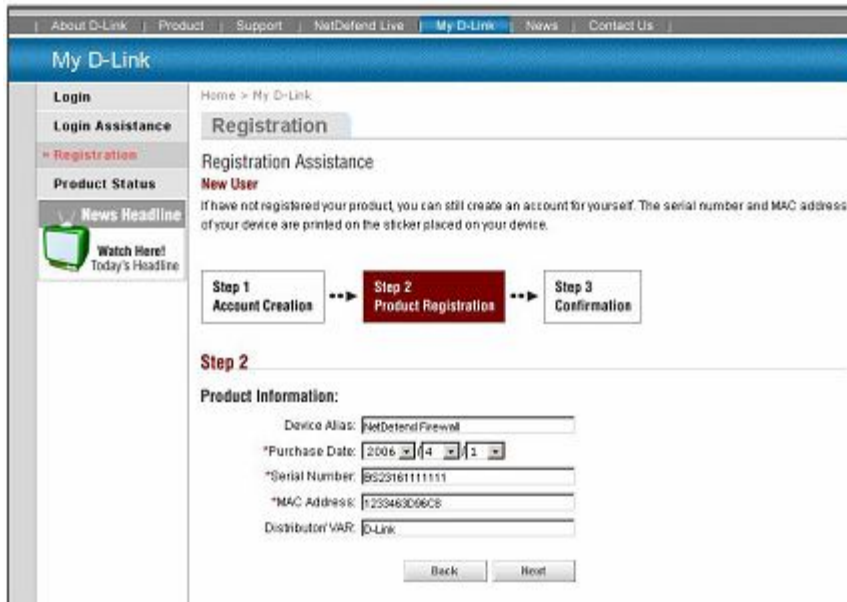 About D-Link | Product | Support | NetDefend Live | My D-Link | News | Contact Us |
My D-Link
Login
Login Assistance
» Registration
Product Status
News Headline
Watch Here!
Today's Headline
Home > My D-Link
Registration
Registration Assistance
New User
If have not registered your product, you can still create an account for yourself. The serial number and MAC address
of your device are printed on the sticker placed on your device.
Step 1
Account Creation
Step 2
Product Registration
Step 3
Confirmation
Step 2
Product Information:
Device Alias: NetDefend Firewall
*Purchase Date: 2006 / 4 / 1
*Serial Number: BS23161111111
*MAC Address: 1233463D96C8
Distributor/VAR: D-Link
Back Next